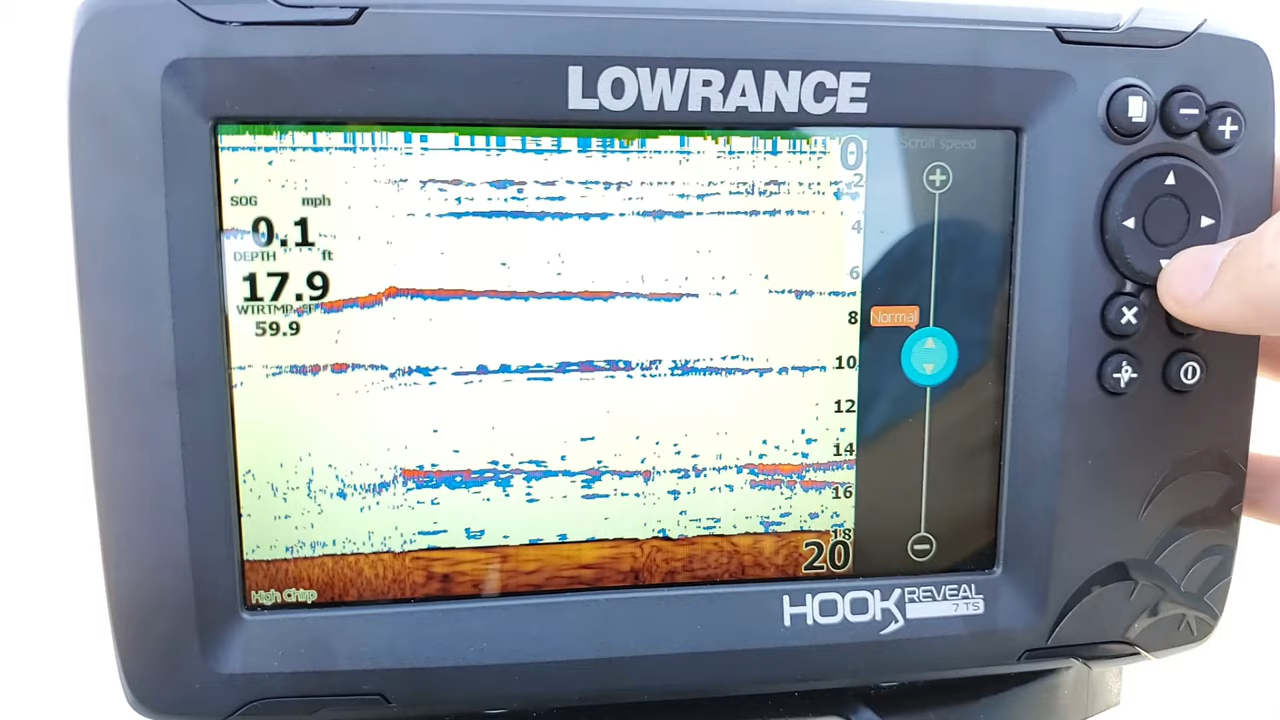 LOWRANCE
Scroll speed
0
2
SOG mph
0.1
4
DEPTH ft
17.9
6
WTRTMP °F
59.9
8
Normal
10
12
14
16
18
20
High Chirp
HOOK REVEAL
7 TS